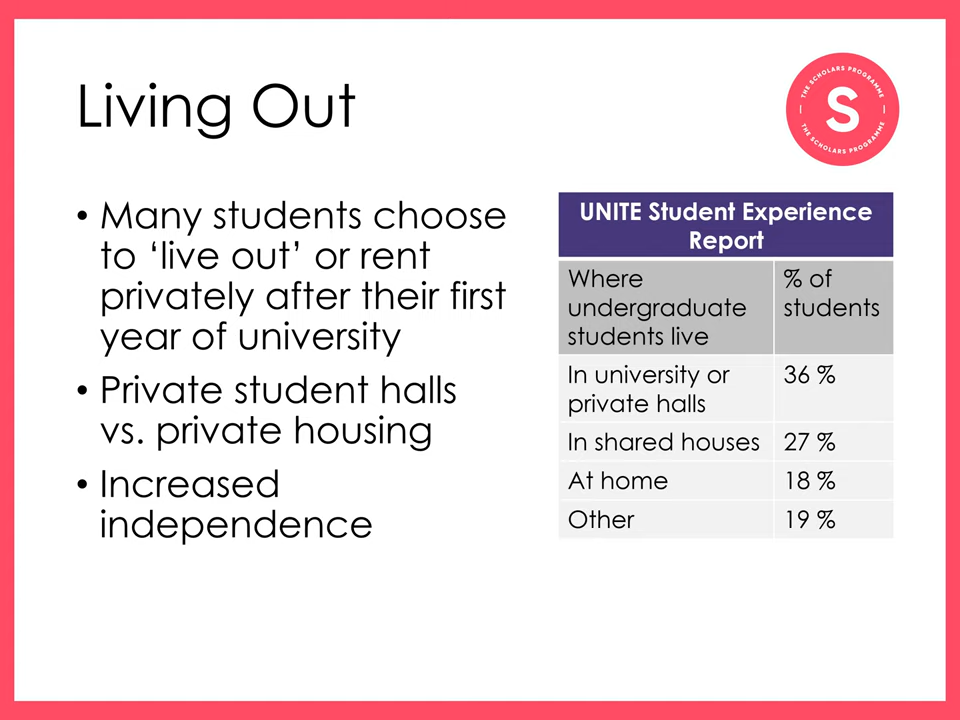 Living Out
THE SCHOLARS PROGRAMME
S
THE SCHOLARS PROGRAMME
• Many students choose
to ‘live out’ or rent
privately after their first
year of university
• Private student halls
vs. private housing
• Increased
independence
UNITE Student Experience
Report
Where
undergraduate
students live
% of
students
In university or
private halls
36 %
In shared houses
27 %
At home
18 %
Other
19 %